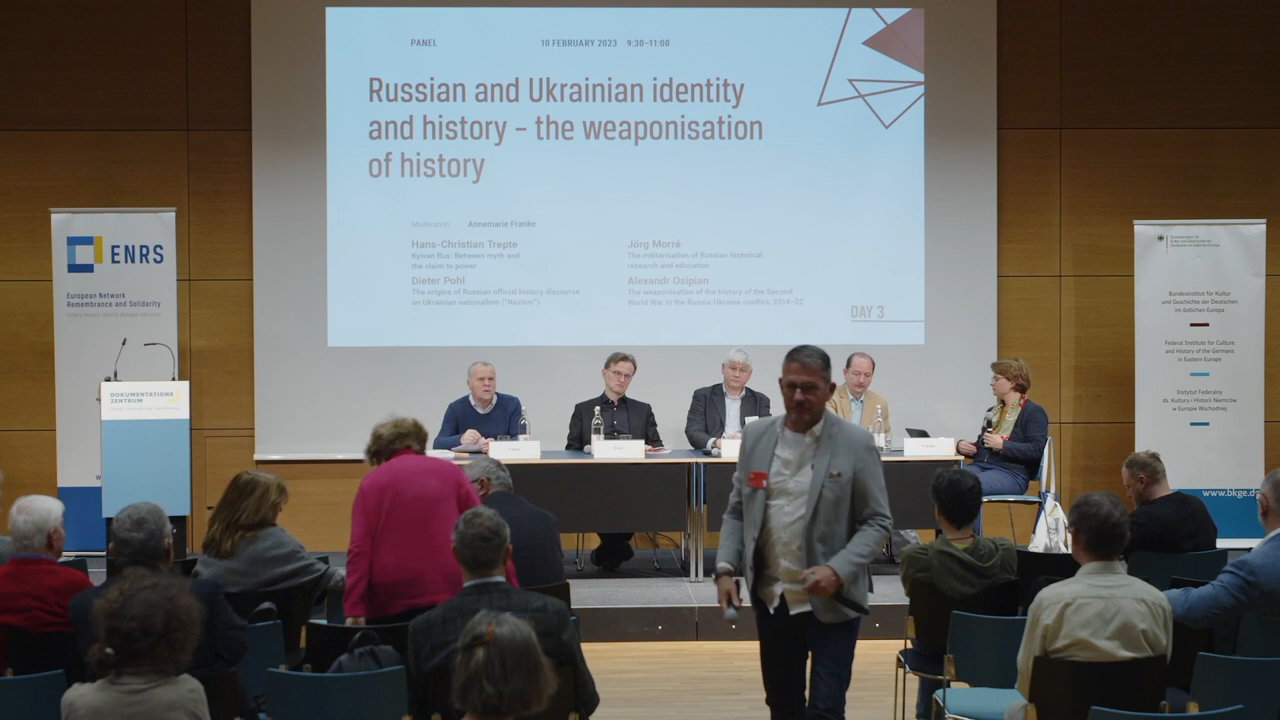 PANEL
10 FEBRUARY 2023 9:30–11:00
Russian and Ukrainian identity
and history – the weaponisation
of history
Moderation: Annemarie Franke
Hans-Christian Trepte
Kyivan Rus: Between myth and
the claim to power
Dieter Pohl
The origins of Russian official history discourse
on Ukrainian nationalism ("Nazism")
Jörg Morré
The militarisation of Russian historical
research and education
Alexandr Osipian
The weaponisation of the history of the Second
World War in the Russia-Ukraine conflict, 2014–22
DAY 3
ENRS
European Network
Remembrance and Solidarity
DOKUMENTATIONS
ZENTRUM
Bundesinstitut für Kultur
und Geschichte der Deutschen
im östlichen Europa
Federal Institute for Culture
and History of the Germans
in Eastern Europe
Instytut Federalny
ds. Kultury i Historii Niemców
w Europie Wschodniej
www.bkge.de